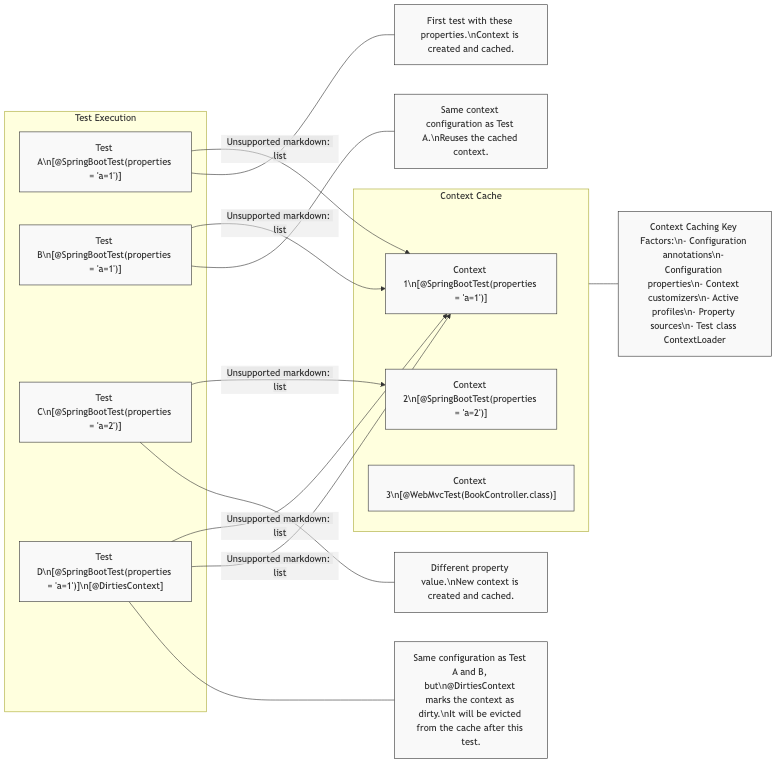 First test with these
properties.\nContext is
created and cached.
Same context
configuration as Test
A.\nReuses the cached
context.
Test Execution
Test
A\n[@SpringBootTest(properties
= 'a=1')]
Test
B\n[@SpringBootTest(properties
= 'a=1')]
Test
C\n[@SpringBootTest(properties
= 'a=2')]
Test
D\n[@SpringBootTest(properties
= 'a=1')]\n[@DirtiesContext]
Unsupported markdown:
list
Unsupported markdown:
list
Unsupported markdown:
list
Unsupported markdown:
list
Unsupported markdown:
list
Context Cache
Context
1\n[@SpringBootTest(properties
= 'a=1')]
Context
2\n[@SpringBootTest(properties
= 'a=2')]
Context
3\n[@WebMvcTest(BookController.class)]
Context Caching Key
Factors:\n- Configuration
annotations\n-
Configuration
properties\n- Context
customizers\n- Active
profiles\n- Property
sources\n- Test class
ContextLoader
Different property
value.\nNew context is
created and cached.
Same configuration as Test
A and B,
but\n@DirtiesContext
marks the context as
dirty.\nIt will be evicted
from the cache after this
test.